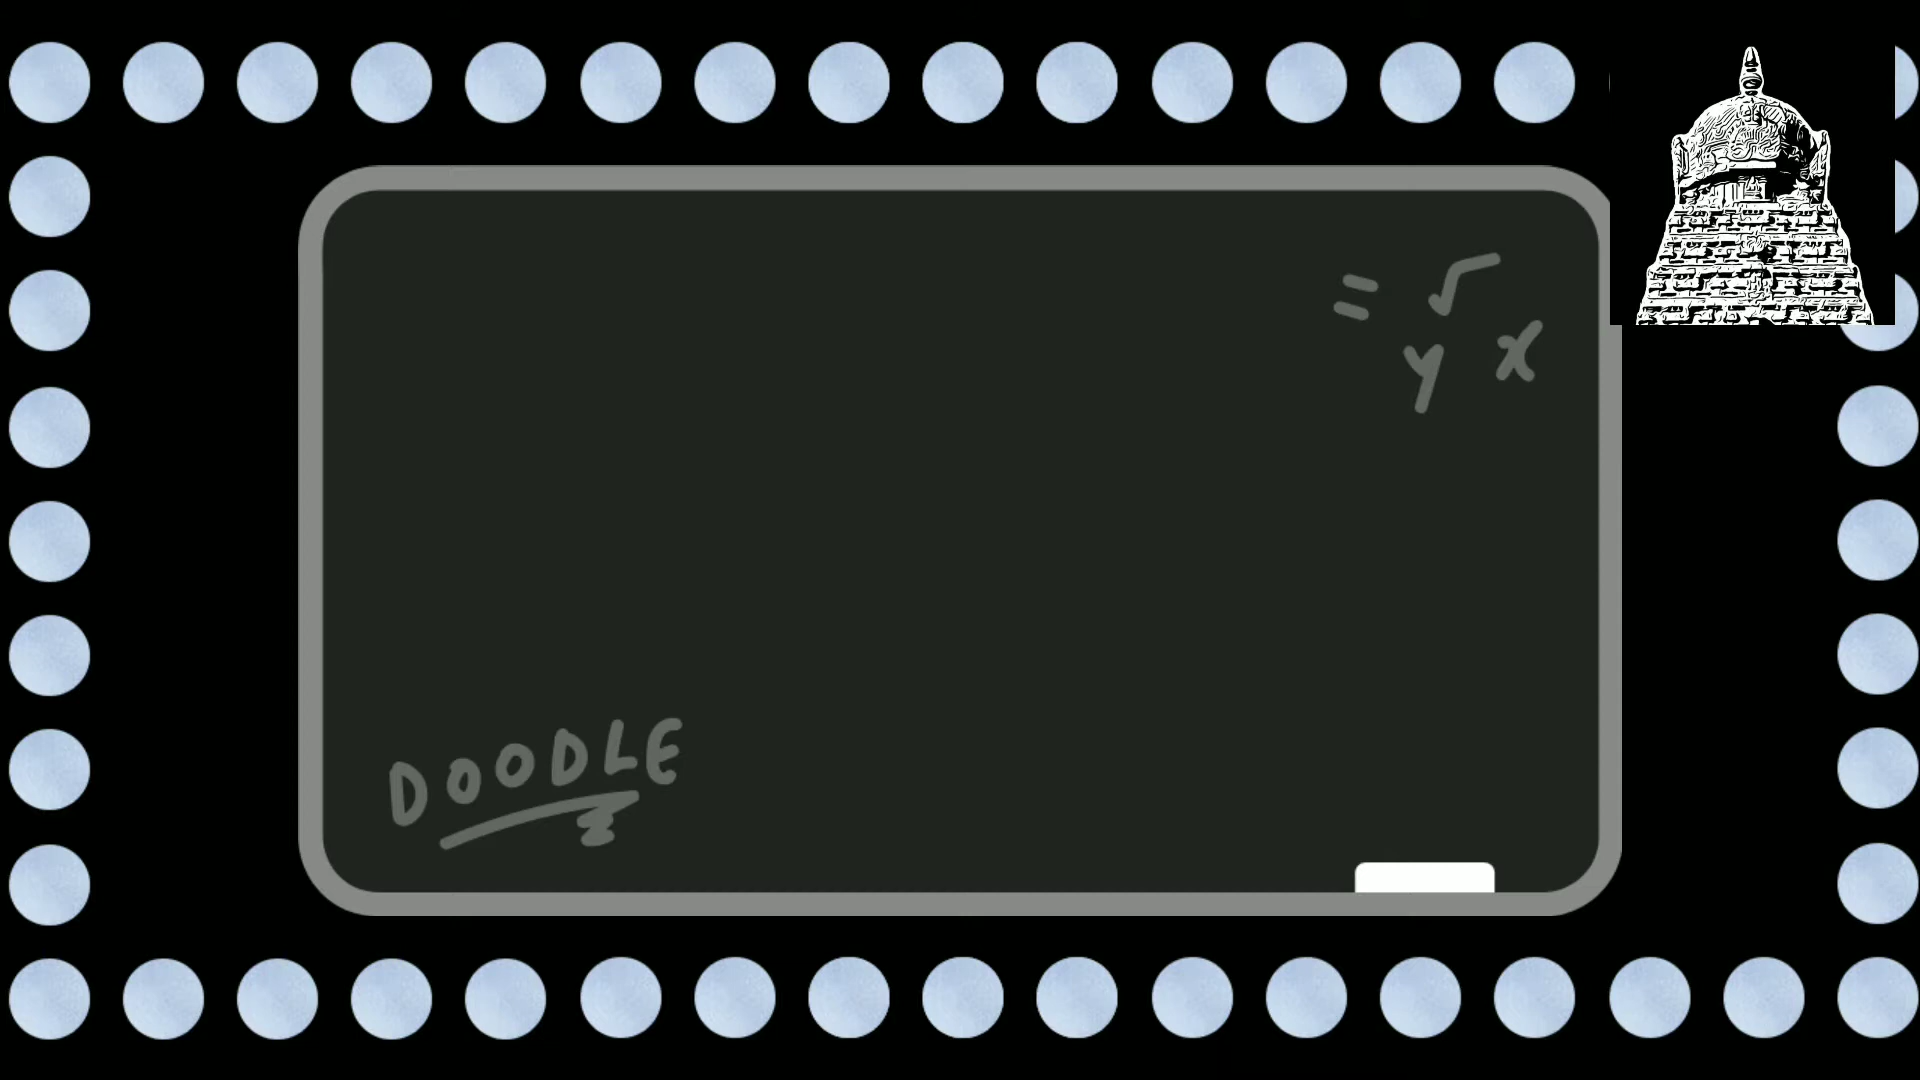 = √
y x
DOODLE